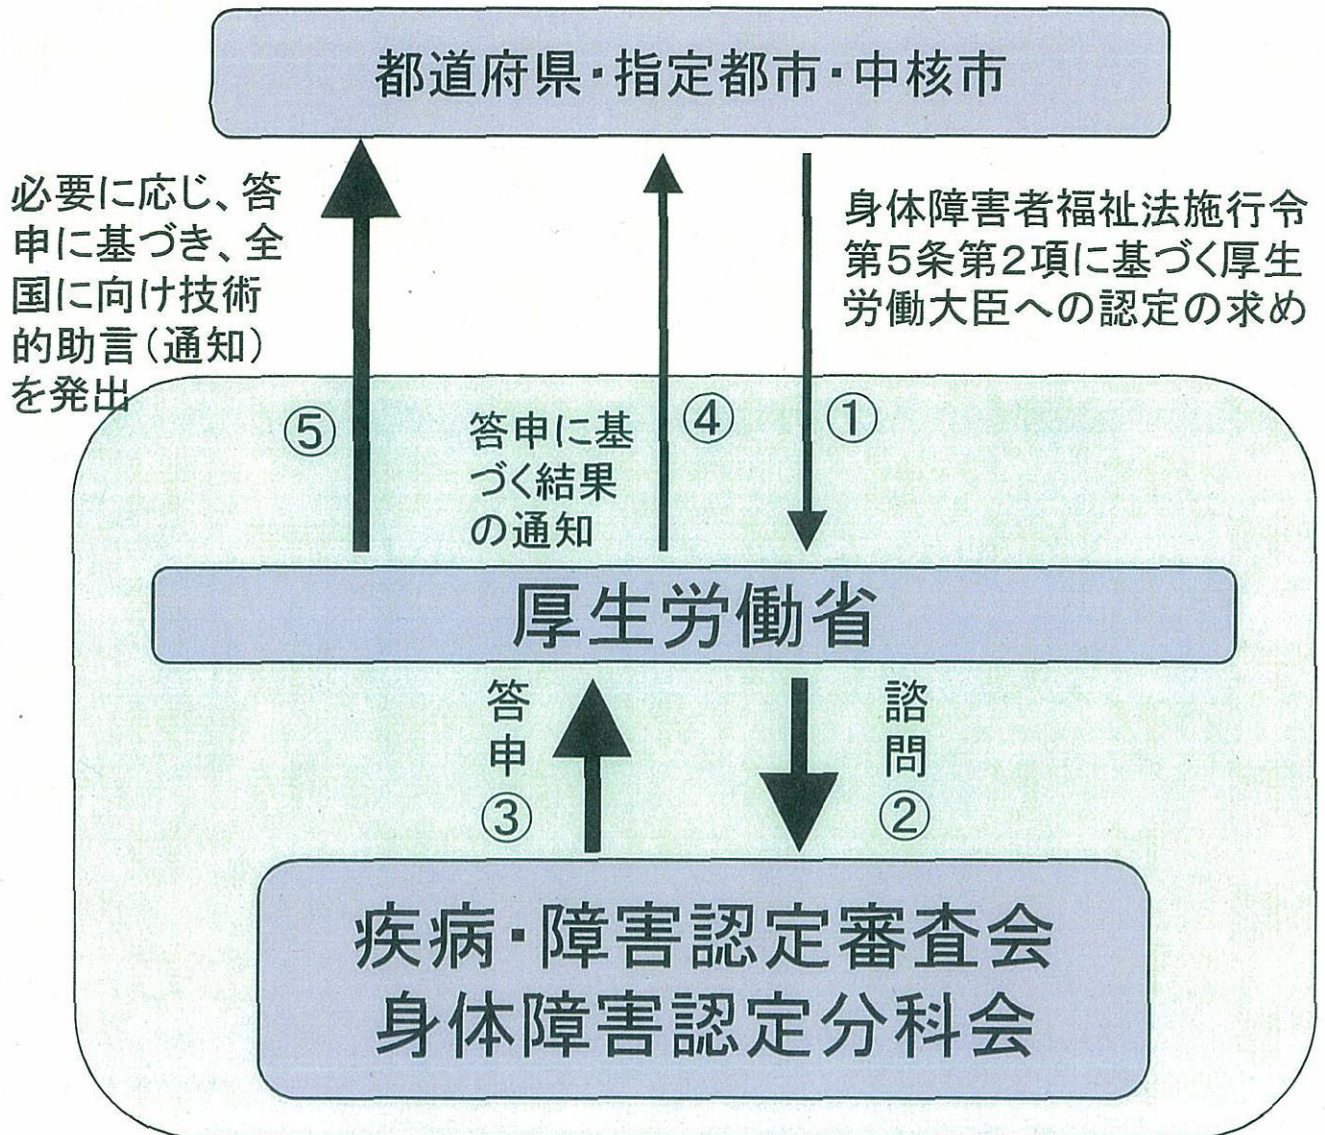 都道府県・指定都市・中核市
必要に応じ、答
申に基づき、全
国に向け技術
的助言（通知）
を発出
⑤
答申に基
づく結果
の通知
④
①
身体障害者福祉法施行令
第５条第２項に基づく厚生
労働大臣への認定の求め
厚生労働省
答
申
③
諮
問
②
疾病・障害認定審査会
身体障害認定分科会